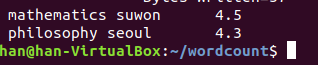 mathematics suwon 4.5
philosophy seoul 4.3
han@han-VirtualBox:~/wordcount$